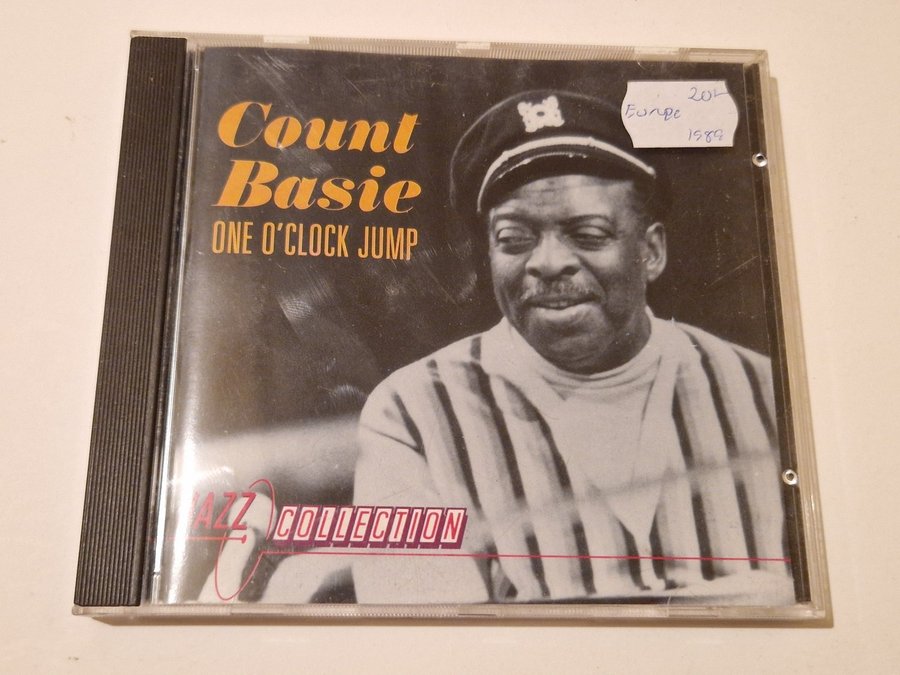 Count
Basie
ONE O'CLOCK JUMP
20
Europe
1989
JAZZ
COLLECTION